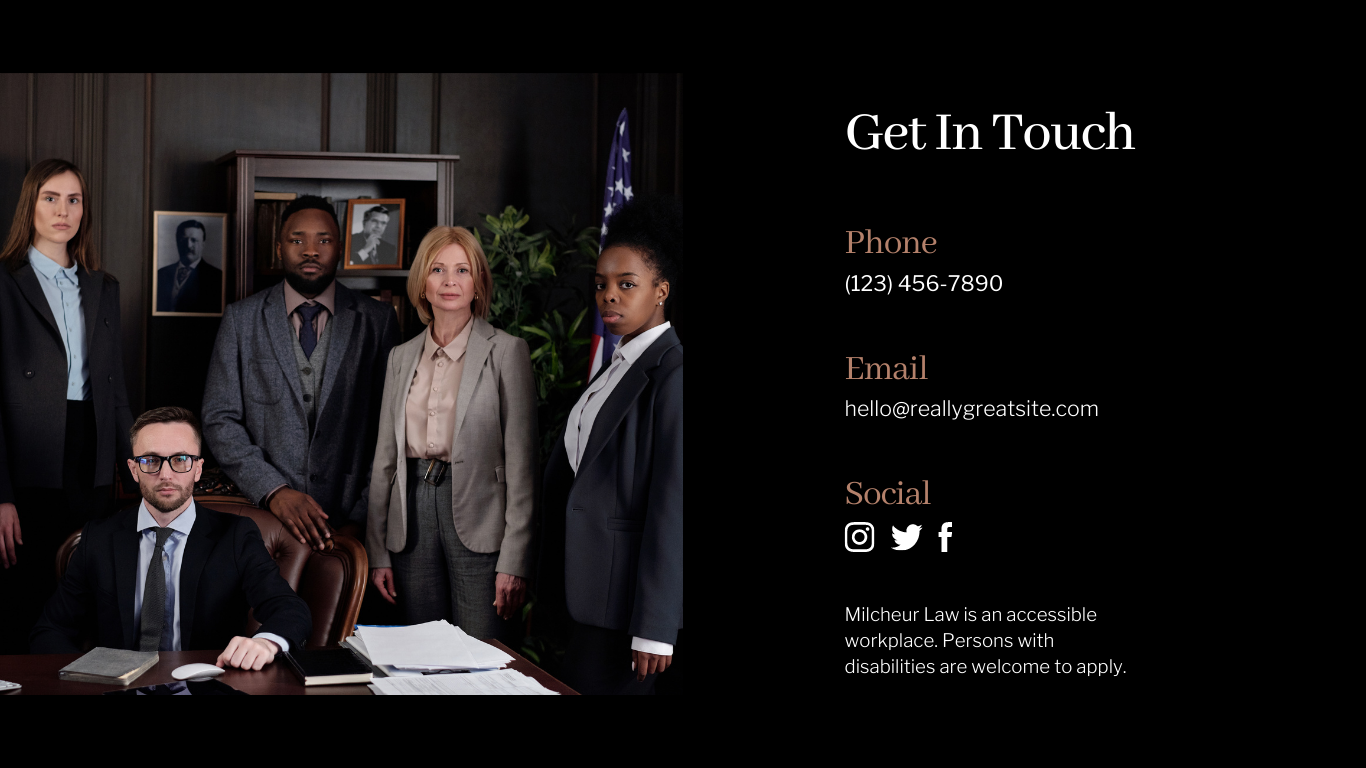 Get In Touch
Phone
(123) 456-7890
Email
hello@reallygreatsite.com
Social
Milcheur Law is an accessible
workplace. Persons with
disabilities are welcome to apply.